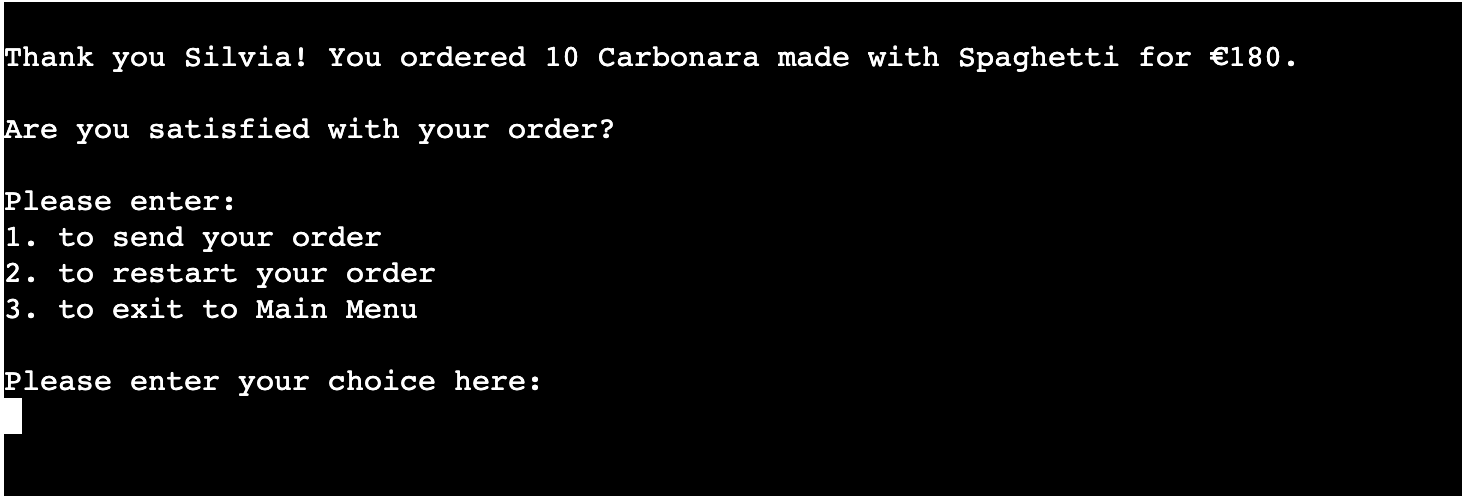 Thank you Silvia! You ordered 10 Carbonara made with Spaghetti for €180.
Are you satisfied with your order?
Please enter:
1. to send your order
2. to restart your order
3. to exit to Main Menu
Please enter your choice here: